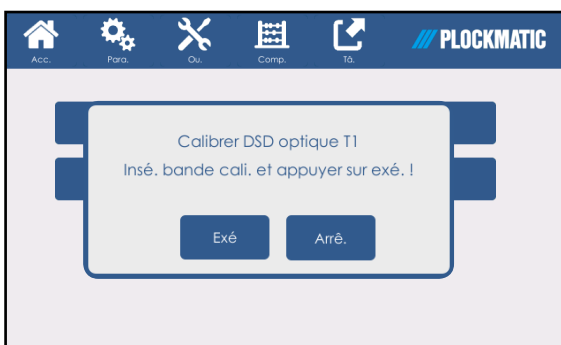 Acc.
Para.
Ou.
Comp.
Tâ.
PLOCKMATIC
Calibrer DSD optique T1
Insé. bande cali. et appuyer sur exé. !
Exé
Arrê.